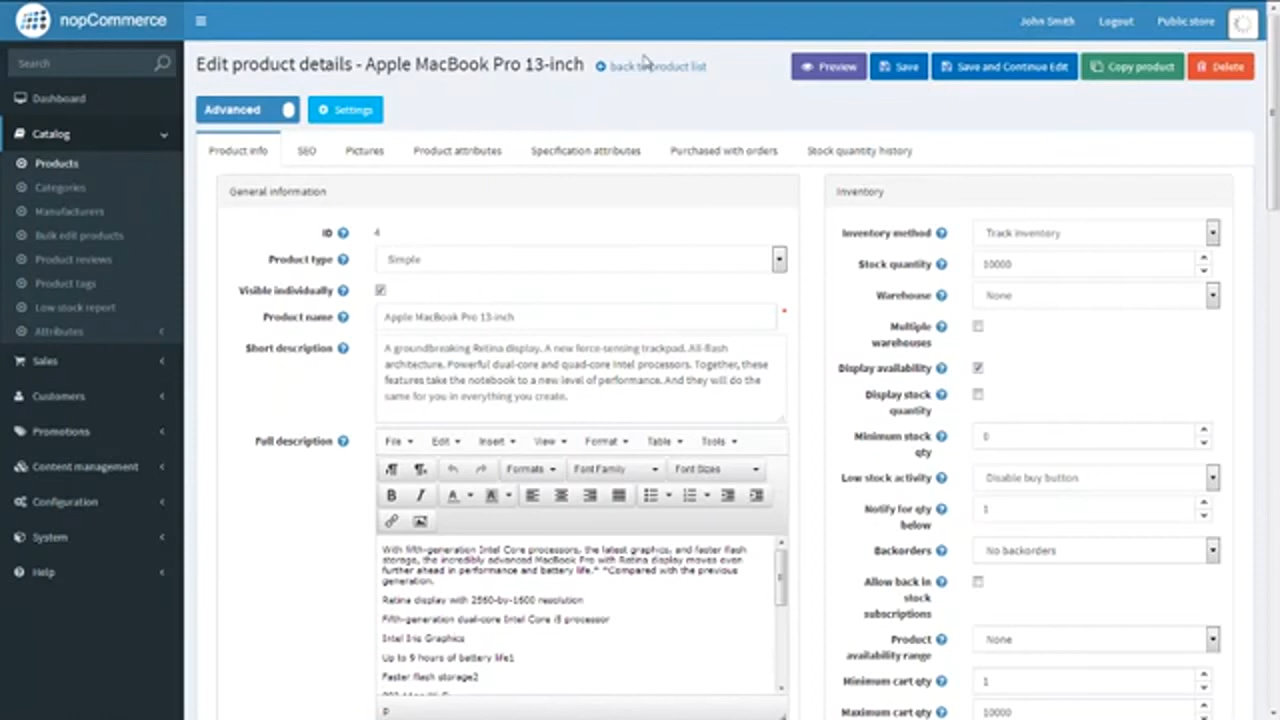 nopCommerce
John Smith
Logout
Public store
Search
Dashboard
Catalog
Products
Categories
Manufacturers
Bulk edit products
Product reviews
Product tags
Low stock report
Attributes
Sales
Customers
Promotions
Content management
Configuration
System
Help
Edit product details - Apple MacBook Pro 13-inch
back to product list
Preview
Save
Save and Continue Edit
Copy product
Delete
Advanced
Settings
Product info
SEO
Pictures
Product attributes
Specification attributes
Purchased with orders
Stock quantity history
General information
ID
4
Product type
Simple
Visible individually
Product name
Apple MacBook Pro 13-inch
*
Short description
A groundbreaking Retina display. A new force-sensing trackpad. All-flash
architecture. Powerful dual-core and quad-core Intel processors. Together, these
features take the notebook to a new level of performance. And they will do the
same for you in everything you create.
Full description
File
Edit
Insert
View
Format
Table
Tools
Formats
Font Family
Font Sizes
B
I
A
A
With fifth-generation Intel Core processors, the latest graphics, and faster flash
storage, the incredibly advanced MacBook Pro with Retina display moves even
further ahead in performance and battery life.* *Compared with the previous
generation.
Retina display with 2560-by-1600 resolution
Fifth-generation dual-core Intel Core i5 processor
Intel Iris Graphics
Up to 9 hours of battery life1
Faster flash storage2
p
Inventory
Inventory method
Track inventory
Stock quantity
10000
Warehouse
None
Multiple
warehouses
Display availability
Display stock
quantity
Minimum stock
qty
0
Low stock activity
Disable buy button
Notify for qty
below
1
Backorders
No backorders
Allow back in
stock
subscriptions
Product
availability range
None
Minimum cart qty
1
Maximum cart qty
10000